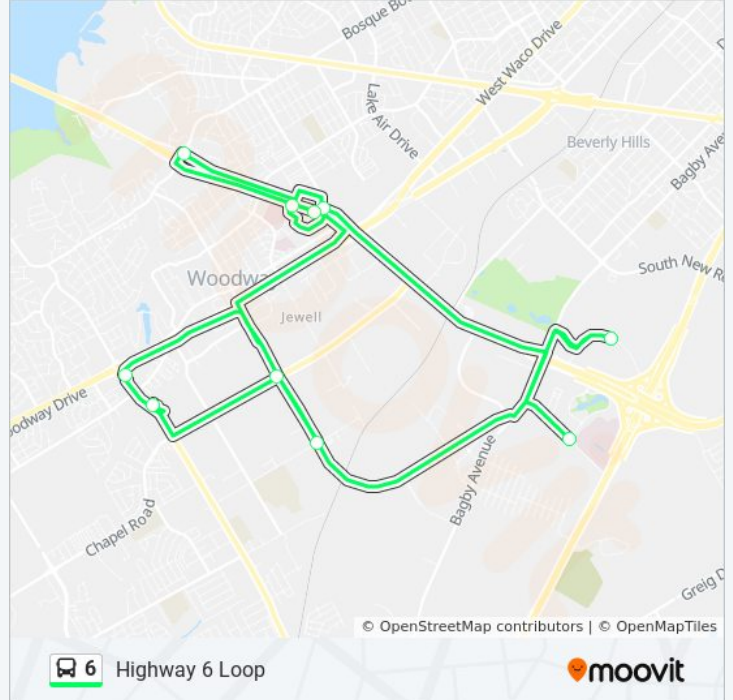 Bosque Bo
West Waco Drive
Lake Air Drive
Beverly Hills
Bagby Ave
South New R
Woodwa
Jewell
oodway Drive
Bagby Avenue
Chapel Road
Greig D
© OpenStreetMap contributors | © OpenMapTiles
6 Highway 6 Loop
moovit